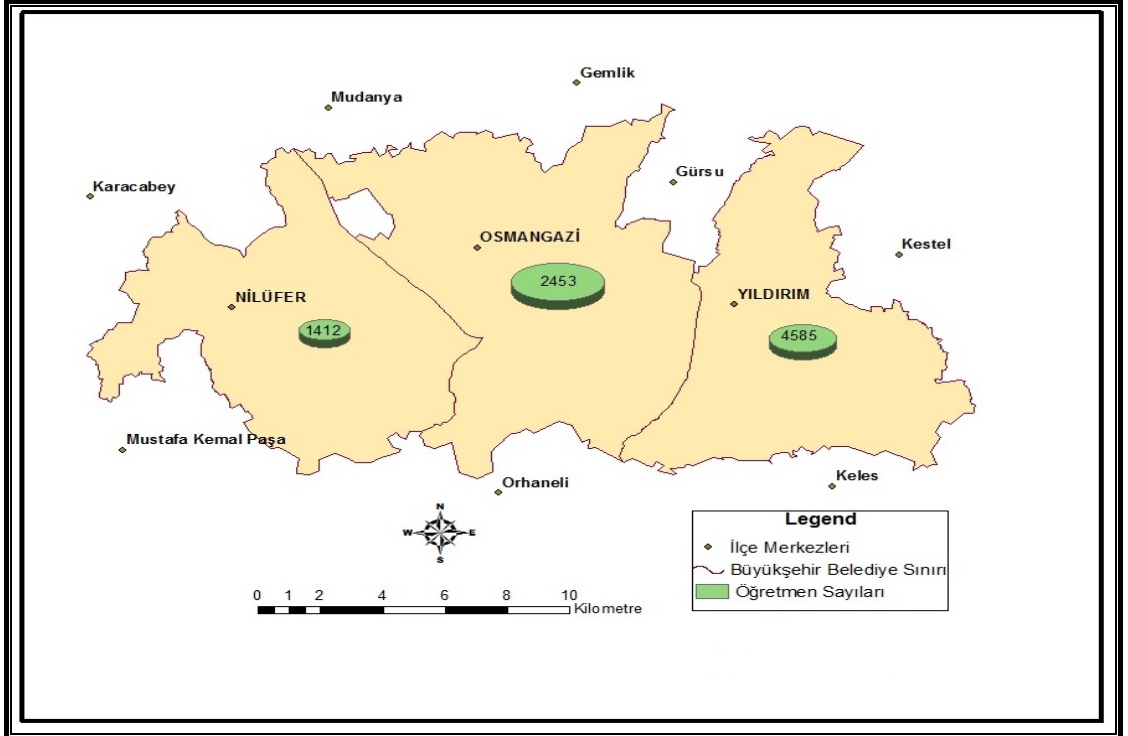 Gemlik
Mudanya
Gürsu
Karacabey
OSMANGAZİ
Kestel
NİLÜFER
2453
YILDIRIM
1412
4585
Mustafa Kemal Paşa
Orhaneli
Keles
N
W E
S
Legend
İlçe Merkezleri
Büyükşehir Belediye Sınırı
Öğretmen Sayıları
0 1 2 4 6 8 10
Kilometre